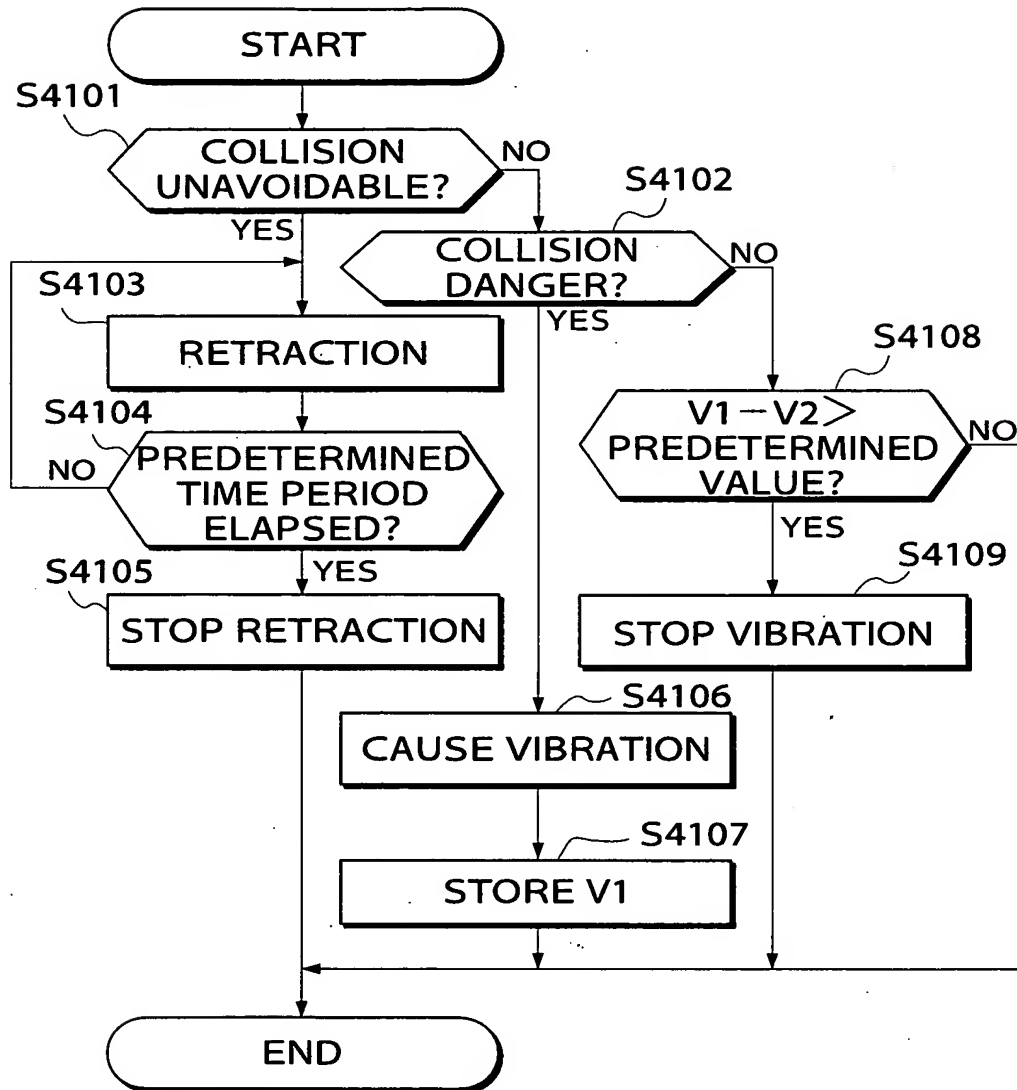 START
S4101
COLLISION
UNAVOIDABLE?
NO
YES
S4102
COLLISION
DANGER?
NO
YES
S4103
RETRACTION
S4104
PREDETERMINED
TIME PERIOD
ELAPSED?
NO
YES
S4105
STOP RETRACTION
S4108
V1－V2＞
PREDETERMINED
VALUE?
NO
YES
S4109
STOP VIBRATION
S4106
CAUSE VIBRATION
S4107
STORE V1
END